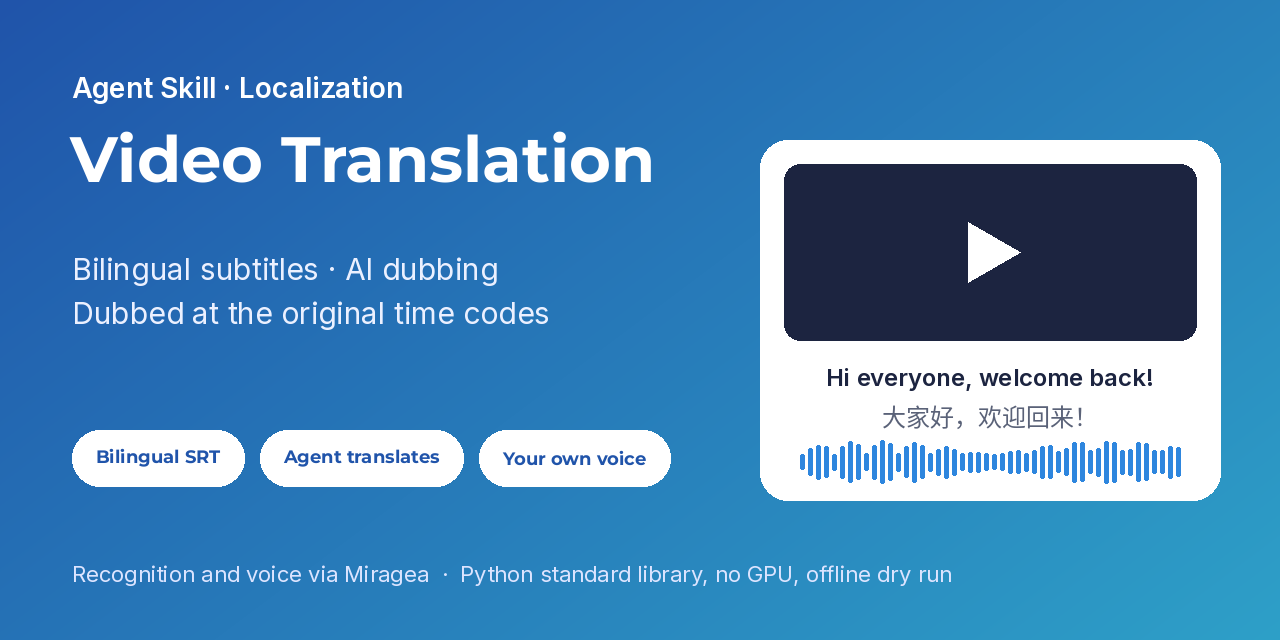 Agent Skill · Localization
Video Translation
Bilingual subtitles · AI dubbing
Dubbed at the original time codes
Bilingual SRT
Agent translates
Your own voice
Hi everyone, welcome back!
大家好，欢迎回来！
Recognition and voice via Miragea · Python standard library, no GPU, offline dry run